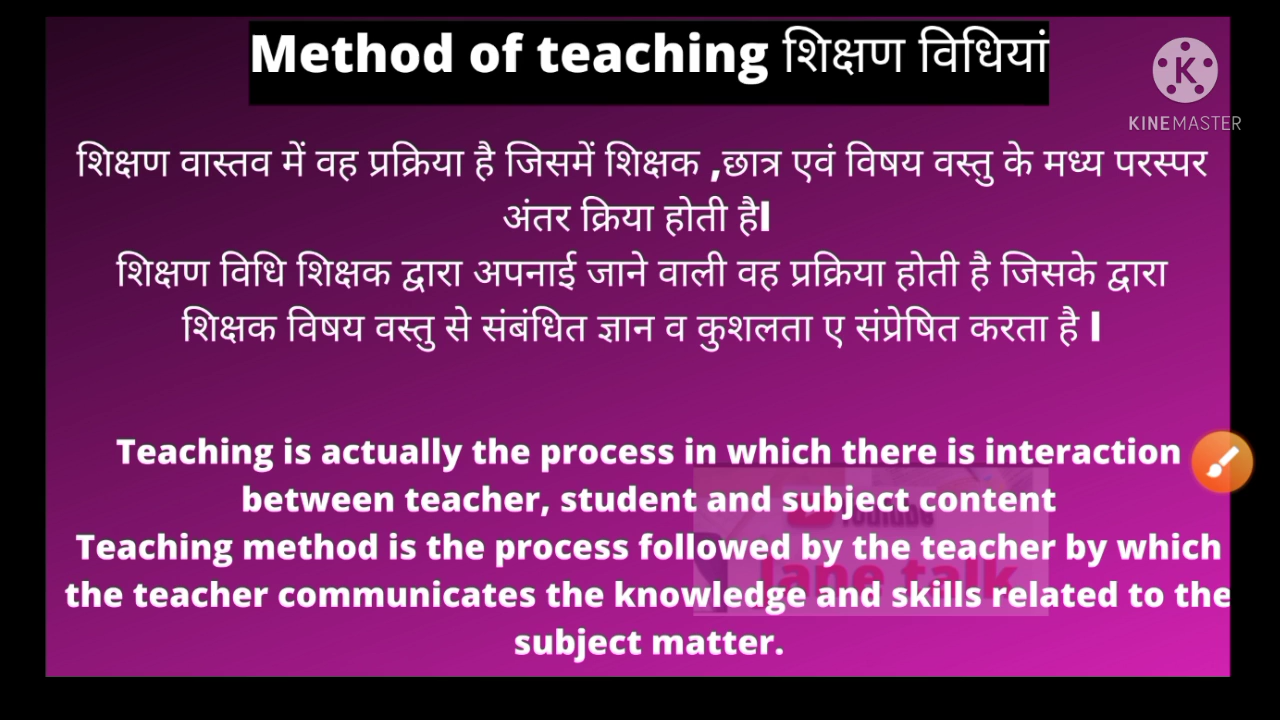 Method of teaching शिक्षण विधियां
KINEMASTER
शिक्षण वास्तव में वह प्रक्रिया है जिसमें शिक्षक ,छात्र एवं विषय वस्तु के मध्य परस्पर
अंतर क्रिया होती हैI
शिक्षण विधि शिक्षक द्वारा अपनाई जाने वाली वह प्रक्रिया होती है जिसके द्वारा
शिक्षक विषय वस्तु से संबंधित ज्ञान व कुशलता ए संप्रेषित करता है I
Teaching is actually the process in which there is interaction
between teacher, student and subject content
YouTube
Teaching method is the process followed by the teacher by which
talk
the teacher communicates the knowledge and skills related to the
subject matter.